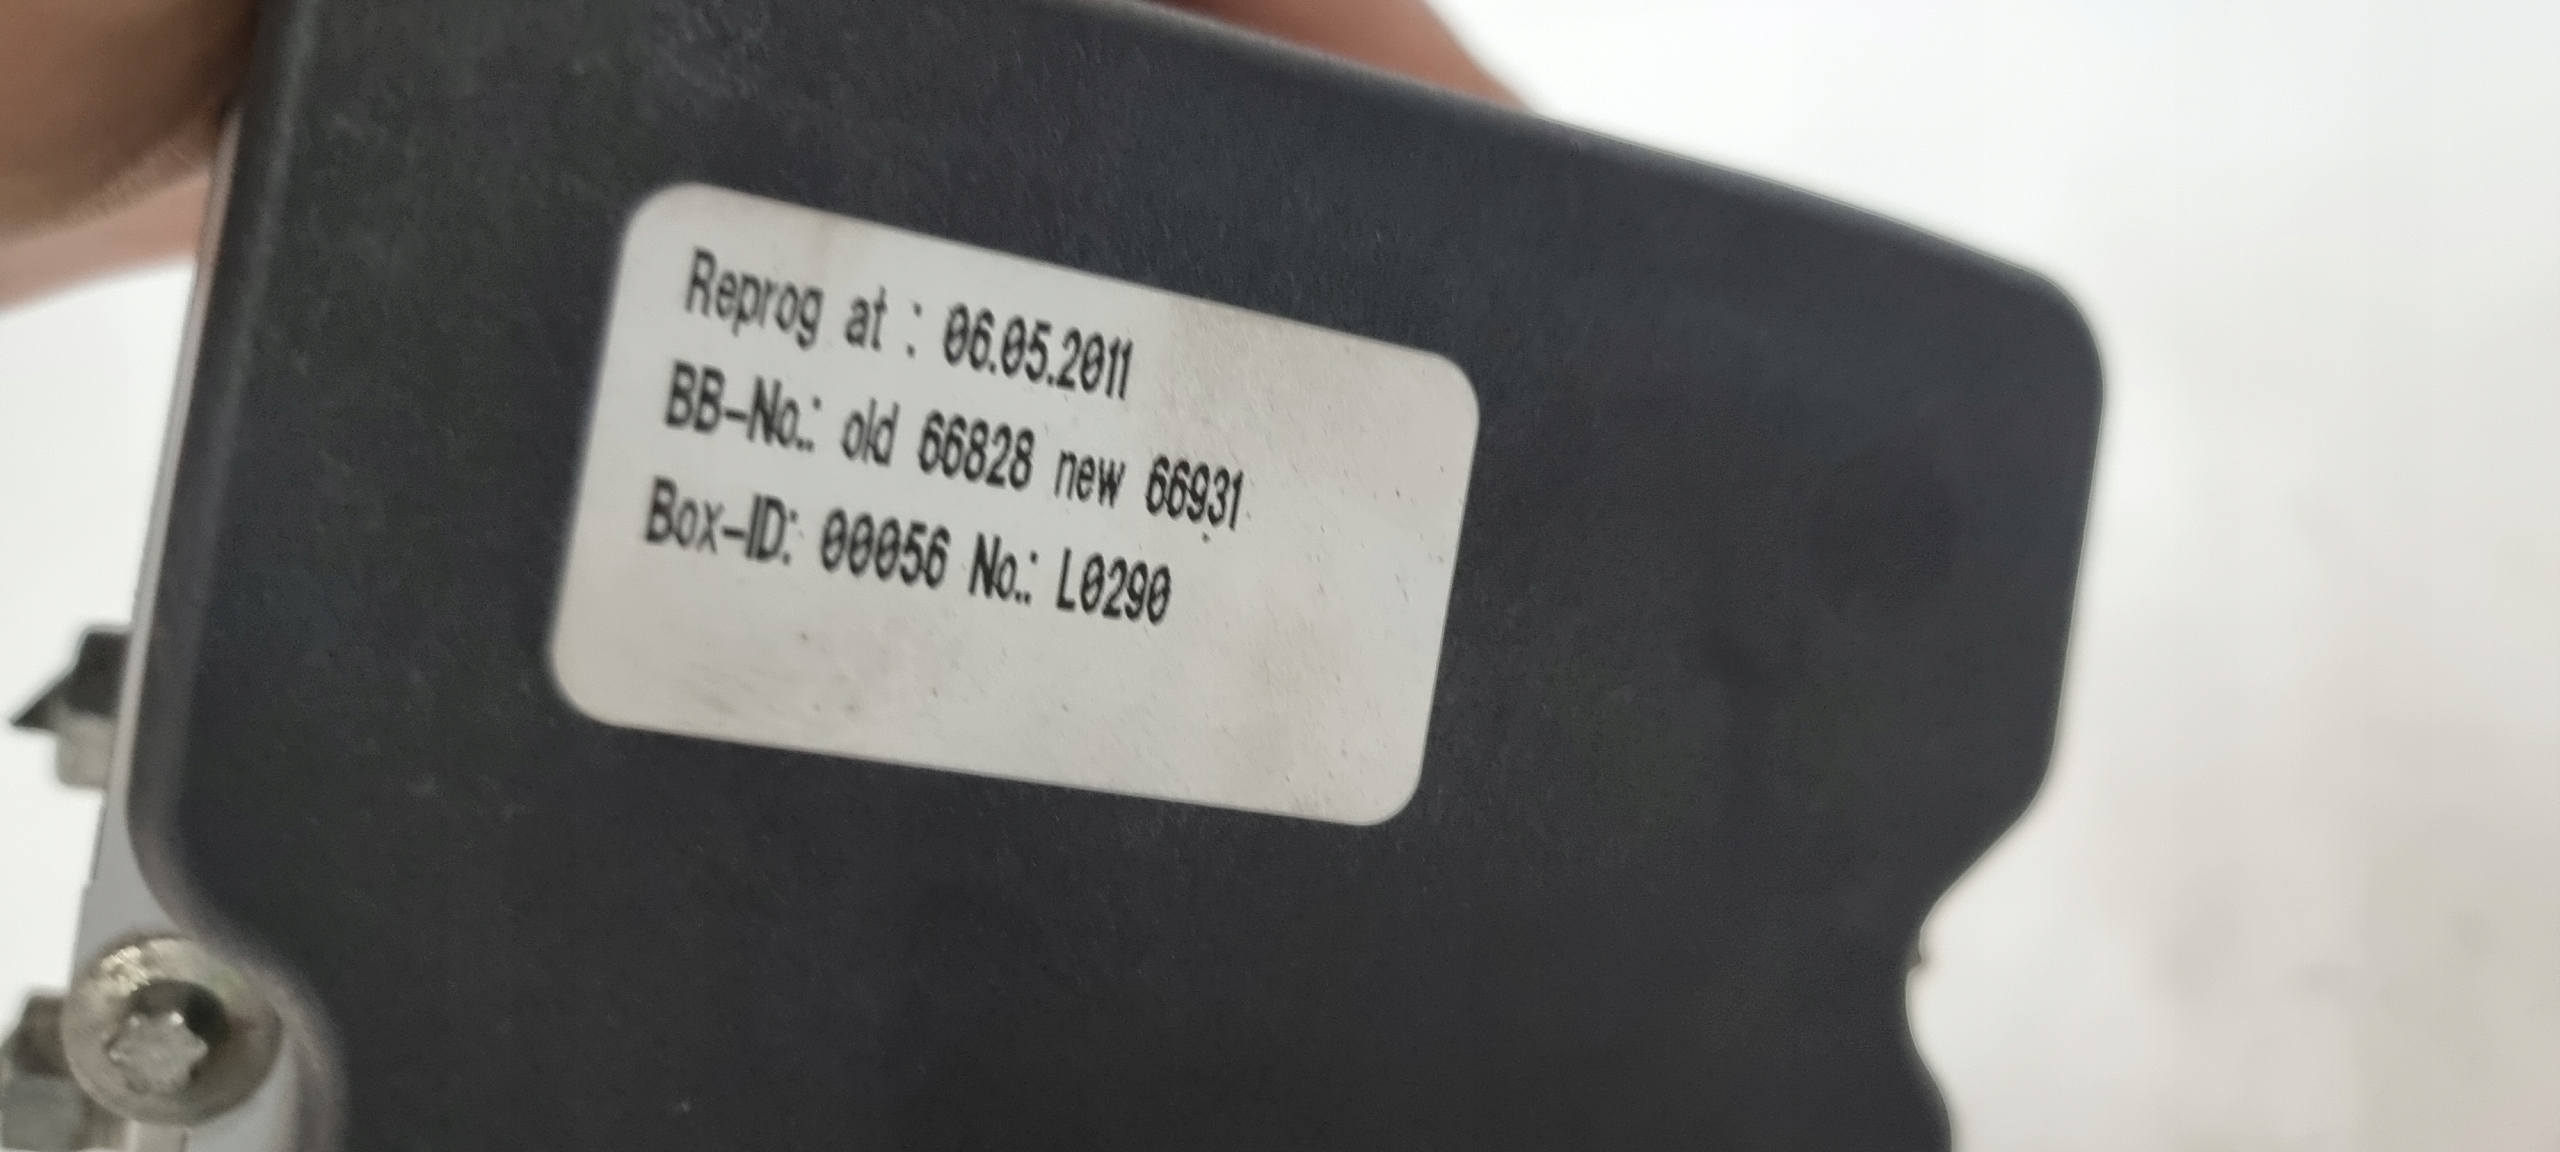 Reprog at : 06.05.2011
BB-No.: old 66828 new 66931
Box-ID: 00056 No.: L0290